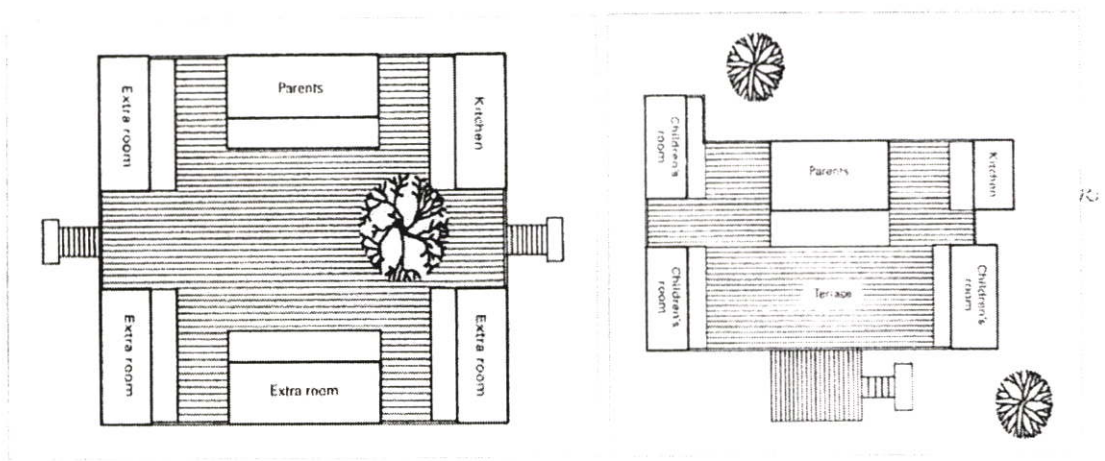 Extra room
Parents
Kitchen
Extra room
Extra room
Extra room
Children's
room
Parents
Kitchen
Children's
room
Terrace
Children's
room